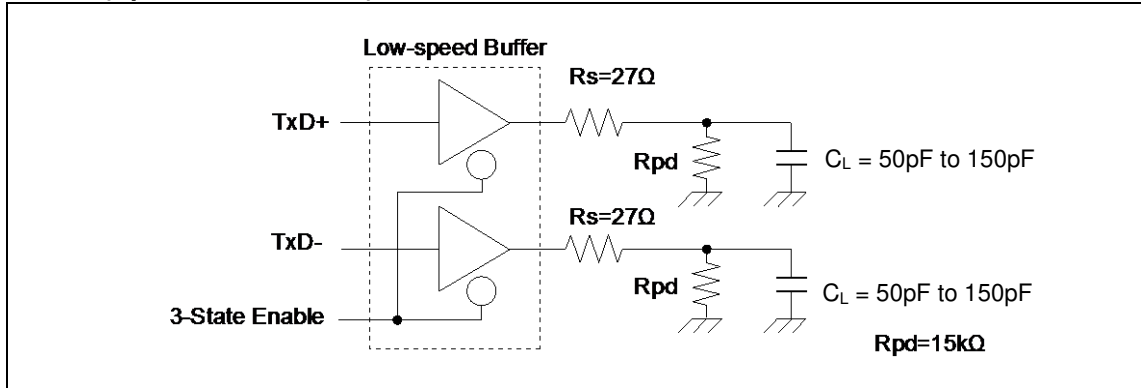 Low-speed Buffer
Rs=27Ω
TxD+
Rpd
CL = 50pF to 150pF
Rs=27Ω
TxD-
Rpd
CL = 50pF to 150pF
3-State Enable
Rpd=15kΩ